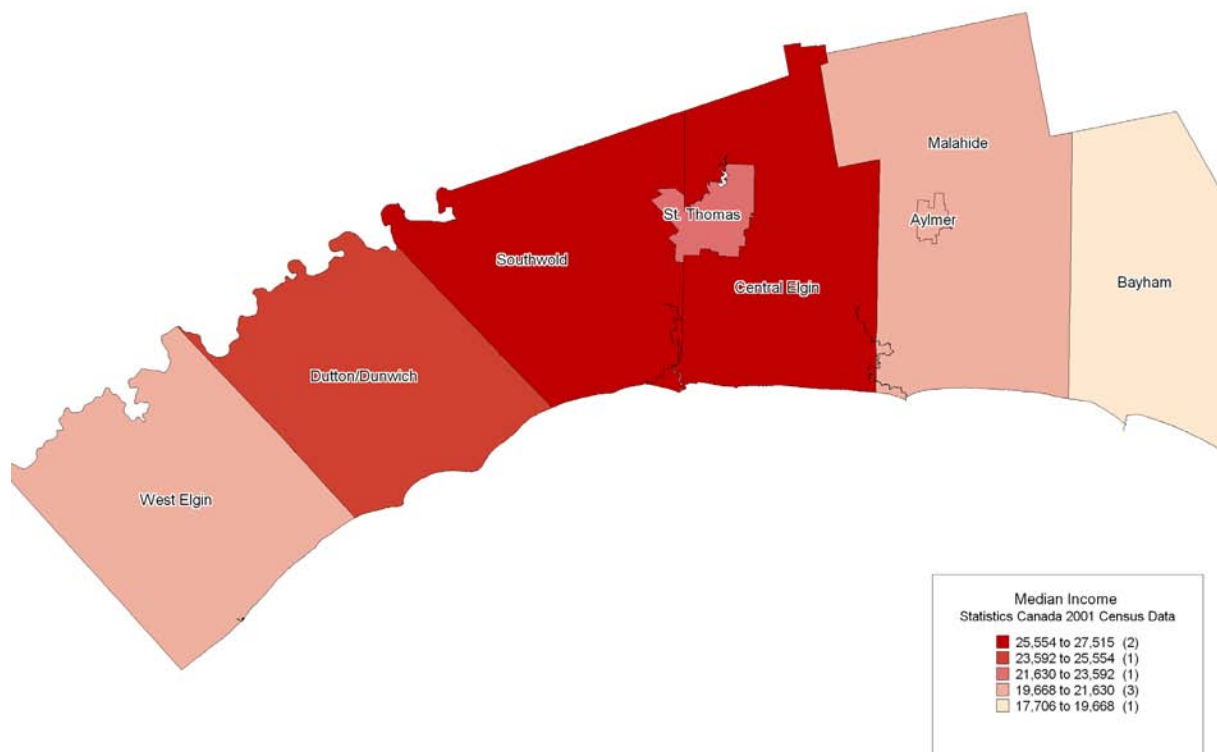 Malahide
St. Thomas
Aylmer
Southwold
Central Elgin
Bayham
Dutton/Dunwich
West Elgin
Median Income
Statistics Canada 2001 Census Data
25,554 to 27,515 (2)
23,592 to 25,554 (1)
21,630 to 23,592 (1)
19,668 to 21,630 (3)
17,706 to 19,668 (1)